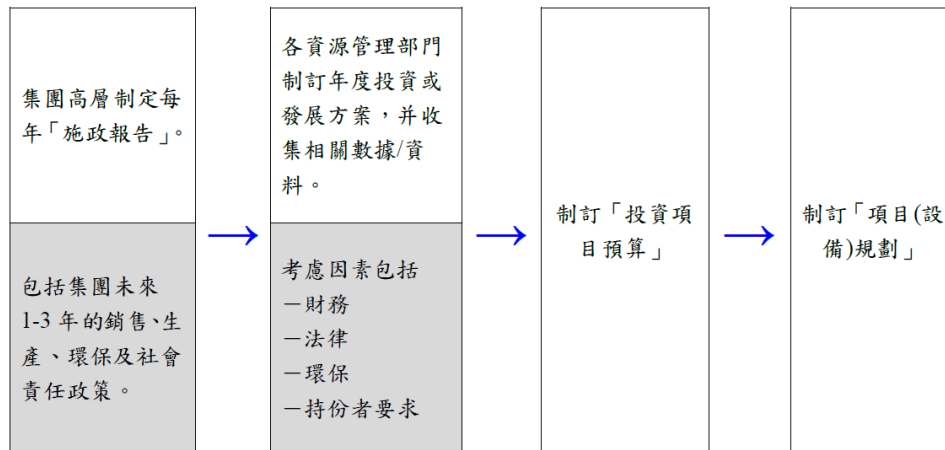 集團高層制定每
年「施政報告」。
包括集團未來
1-3 年的銷售、生
產、環保及社會
責任政策。
各資源管理部門
制訂年度投資或
發展方案，并收
集相關數據/資
料。
考慮因素包括
－財務
－法律
－環保
－持份者要求
制訂「投資項
目預算」
制訂「項目(設
備)規劃」